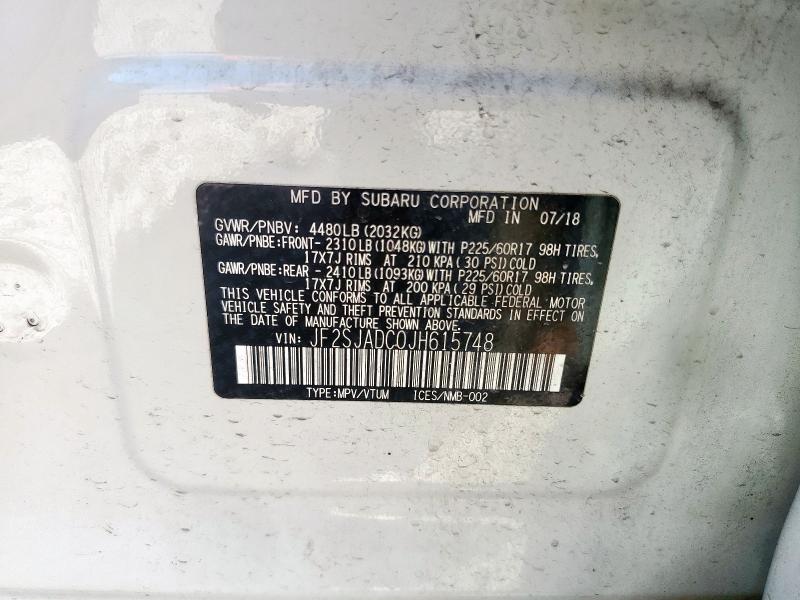 MFD BY SUBARU CORPORATION
MFD IN 07/18
GVWR/PNBV: 4480LB(2032KG)
GAWR/PNBE:FRONT- 2310LB(1048KG)WITH P225/60R17 98H TIRES,
17X7J RIMS AT 210 KPA(30 PSI)COLD
GAWR/PNBE:REAR - 2410LB(1093KG)WITH P225/60R17 98H TIRES,
17X7J RIMS AT 200 KPA(29 PSI)COLD
THIS VEHICLE CONFORMS TO ALL APPLICABLE FEDERAL MOTOR
VEHICLE SAFETY AND THEFT PREVENTION STANDARDS IN EFFECT ON
THE DATE OF MANUFACTURE SHOWN ABOVE.
VIN: JF2SJADC0JH615748
TYPE:MPV/VTUM ICES/NMB-002